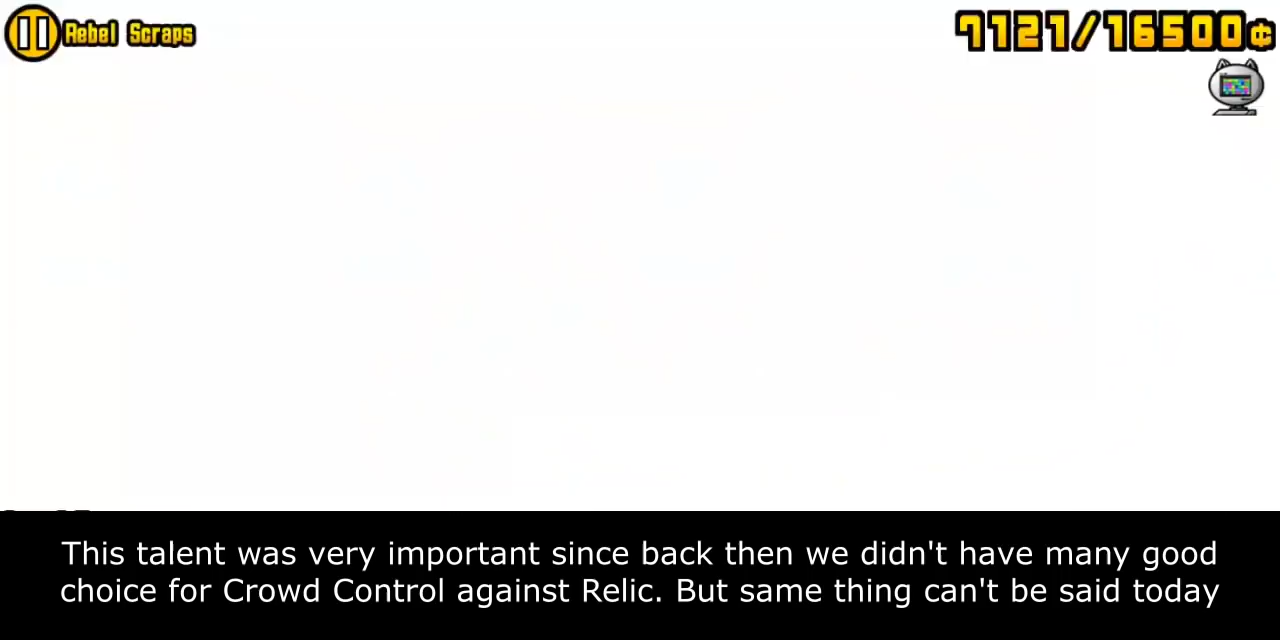 Rebel Scraps
7121/16500¢
This talent was very important since back then we didn't have many good
choice for Crowd Control against Relic. But same thing can't be said today